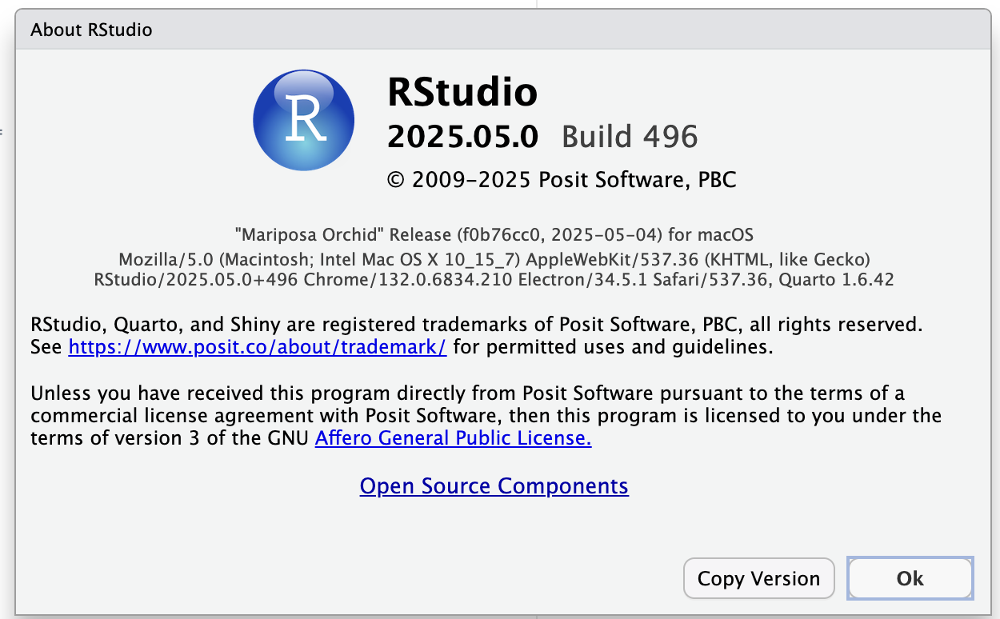 About RStudio
R
RStudio
2025.05.0 Build 496
© 2009-2025 Posit Software, PBC
"Mariposa Orchid" Release (f0b76cc0, 2025-05-04) for macOS
Mozilla/5.0 (Macintosh; Intel Mac OS X 10_15_7) AppleWebKit/537.36 (KHTML, like Gecko)
RStudio/2025.05.0+496 Chrome/132.0.6834.210 Electron/34.5.1 Safari/537.36, Quarto 1.6.42
RStudio, Quarto, and Shiny are registered trademarks of Posit Software, PBC, all rights reserved.
See https://www.posit.co/about/trademark/ for permitted uses and guidelines.
Unless you have received this program directly from Posit Software pursuant to the terms of a
commercial license agreement with Posit Software, then this program is licensed to you under the
terms of version 3 of the GNU Affero General Public License.
Open Source Components
Copy Version
Ok